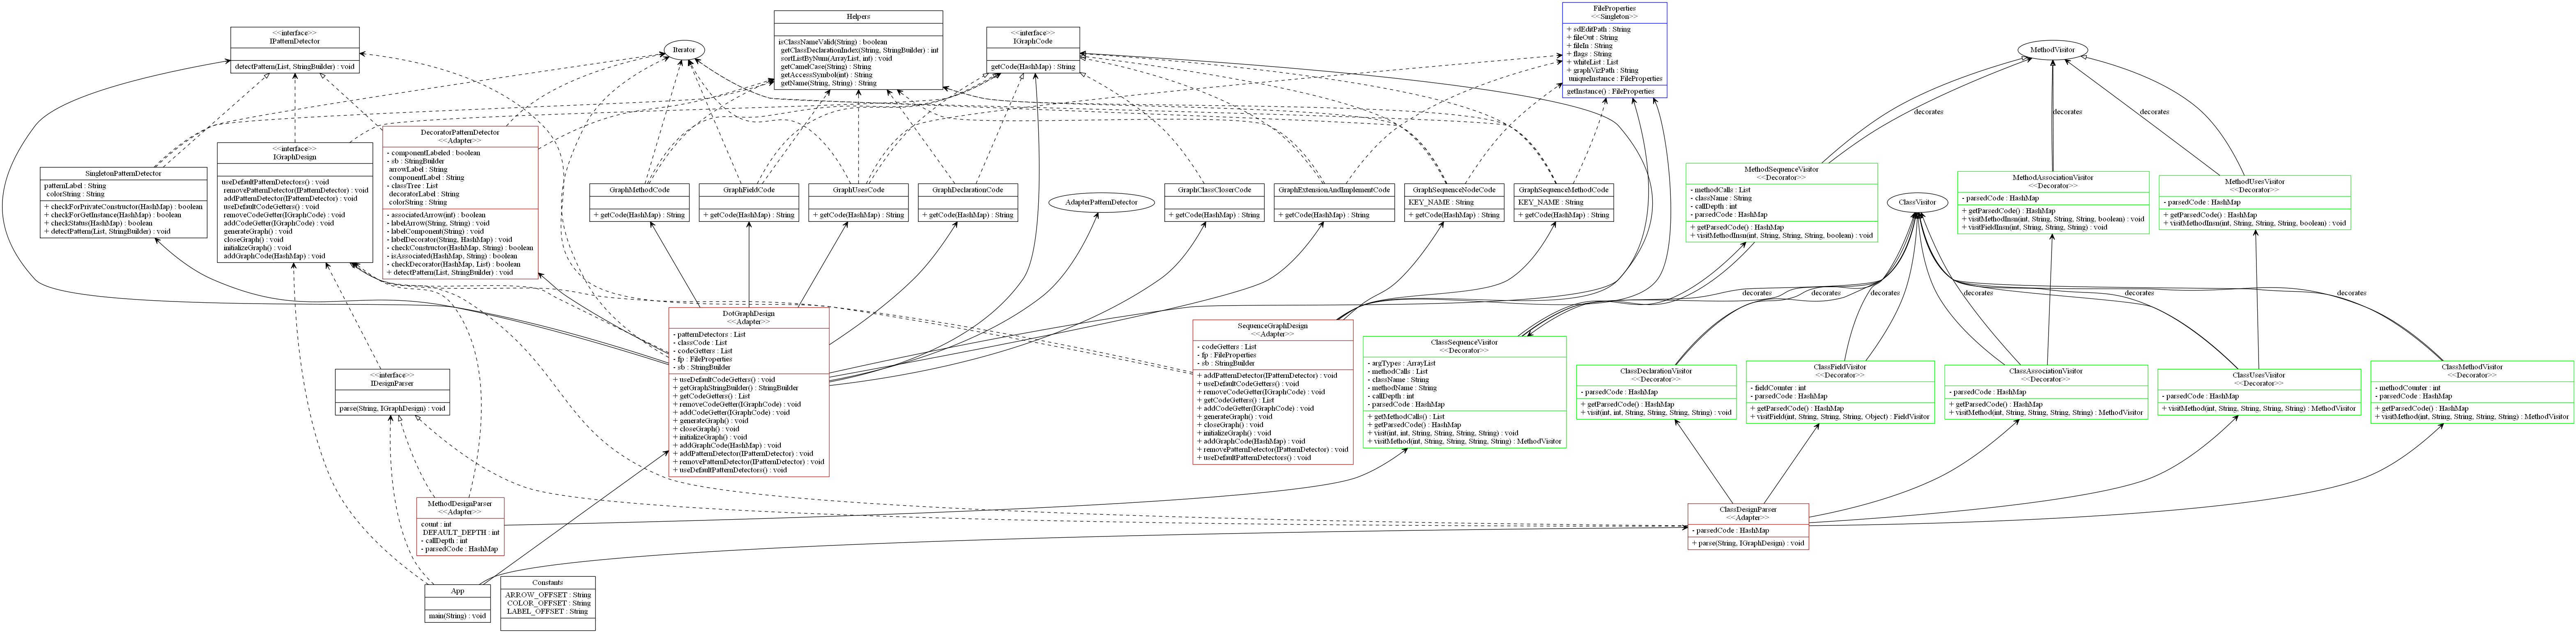 <<interface>>
IPatternDetector
detectPattern(List, StringBuilder) : void
Iterator
Helpers
isClassNameValid(String) : boolean
getClassDeclarationIndex(String, StringBuilder) : int
sortListByNum(ArrayList, int) : void
getCamelCase(String) : String
getAccessSymbol(int) : String
getName(String, String) : String
<<interface>>
IGraphCode
getCode(HashMap) : String
FileProperties
<<Singleton>>
+ sdEditPath : String
+ fileOut : String
+ fileIn : String
+ flags : String
+ whiteList : List
+ graphVizPath : String
uniqueInstance : FileProperties
getInstance() : FileProperties
MethodVisitor
decorates
decorates
decorates
SingletonPatternDetector
patternLabel : String
colorString : String
+ checkForPrivateConstructor(HashMap) : boolean
+ checkForGetInstance(HashMap) : boolean
+ checkStatus(HashMap) : boolean
+ detectPattern(List, StringBuilder) : void
<<interface>>
IGraphDesign
useDefaultPatternDetectors() : void
removePatternDetector(IPatternDetector) : void
addPatternDetector(IPatternDetector) : void
useDefaultCodeGetters() : void
removeCodeGetter(IGraphCode) : void
addCodeGetter(IGraphCode) : void
generateGraph() : void
closeGraph() : void
initializeGraph() : void
addGraphCode(HashMap) : void
DecoratorPatternDetector
<<Adapter>>
- componentLabeled : boolean
- sb : StringBuilder
arrowLabel : String
componentLabel : String
- classTree : List
decoratorLabel : String
colorString : String
- associatedArrow(int) : boolean
- labelArrow(String, String) : void
- labelComponent(String) : void
- labelDecorator(String, HashMap) : void
- checkConstructor(HashMap, String) : boolean
- isAssociated(HashMap, String) : boolean
- checkDecorator(HashMap, List) : boolean
+ detectPattern(List, StringBuilder) : void
GraphMethodCode
+ getCode(HashMap) : String
GraphFieldCode
+ getCode(HashMap) : String
GraphUsesCode
+ getCode(HashMap) : String
GraphDeclarationCode
+ getCode(HashMap) : String
AdapterPatternDetector
GraphClassCloserCode
+ getCode(HashMap) : String
GraphExtensionAndImplementCode
+ getCode(HashMap) : String
GraphSequenceNodeCode
KEY_NAME : String
+ getCode(HashMap) : String
GraphSequenceMethodCode
KEY_NAME : String
+ getCode(HashMap) : String
MethodSequenceVisitor
<<Decorator>>
- methodCalls : List
- className : String
- callDepth : int
- parsedCode : HashMap
+ getParsedCode() : HashMap
+ visitMethodInsn(int, String, String, String, boolean) : void
ClassVisitor
MethodAssociationVisitor
<<Decorator>>
- parsedCode : HashMap
+ getParsedCode() : HashMap
+ visitMethodInsn(int, String, String, String, boolean) : void
+ visitFieldInsn(int, String, String, String) : void
MethodUsesVisitor
<<Decorator>>
- parsedCode : HashMap
+ getParsedCode() : HashMap
+ visitMethodInsn(int, String, String, String, boolean) : void
decorates
decorates
decorates
decorates
decorates
decorates
DotGraphDesign
<<Adapter>>
- patternDetectors : List
- classCode : List
- codeGetters : List
- fp : FileProperties
- sb : StringBuilder
+ useDefaultCodeGetters() : void
+ getGraphStringBuilder() : StringBuilder
+ getCodeGetters() : List
+ removeCodeGetter(IGraphCode) : void
+ addCodeGetter(IGraphCode) : void
+ generateGraph() : void
+ closeGraph() : void
+ initializeGraph() : void
+ addGraphCode(HashMap) : void
+ addPatternDetector(IPatternDetector) : void
+ removePatternDetector(IPatternDetector) : void
+ useDefaultPatternDetectors() : void
SequenceGraphDesign
<<Adapter>>
- codeGetters : List
- fp : FileProperties
- sb : StringBuilder
+ addPatternDetector(IPatternDetector) : void
+ useDefaultCodeGetters() : void
+ removeCodeGetter(IGraphCode) : void
+ getCodeGetters() : List
+ addCodeGetter(IGraphCode) : void
+ generateGraph() : void
+ closeGraph() : void
+ initializeGraph() : void
+ addGraphCode(HashMap) : void
+ removePatternDetector(IPatternDetector) : void
+ useDefaultPatternDetectors() : void
ClassSequenceVisitor
<<Decorator>>
- argTypes : ArrayList
- methodCalls : List
- className : String
- methodName : String
- callDepth : int
- parsedCode : HashMap
+ getMethodCalls() : List
+ getParsedCode() : HashMap
+ visit(int, int, String, String, String, String) : void
+ visitMethod(int, String, String, String, String) : MethodVisitor
ClassDeclarationVisitor
<<Decorator>>
- parsedCode : HashMap
+ getParsedCode() : HashMap
+ visit(int, int, String, String, String, String) : void
ClassFieldVisitor
<<Decorator>>
- fieldCounter : int
- parsedCode : HashMap
+ getParsedCode() : HashMap
+ visitField(int, String, String, String, Object) : FieldVisitor
ClassAssociationVisitor
<<Decorator>>
- parsedCode : HashMap
+ getParsedCode() : HashMap
+ visitMethod(int, String, String, String, String) : MethodVisitor
ClassUsesVisitor
<<Decorator>>
- parsedCode : HashMap
+ visitMethod(int, String, String, String, String) : MethodVisitor
ClassMethodVisitor
<<Decorator>>
- methodCounter : int
- parsedCode : HashMap
+ getParsedCode() : HashMap
+ visitMethod(int, String, String, String, String) : MethodVisitor
<<interface>>
IDesignParser
parse(String, IGraphDesign) : void
MethodDesignParser
<<Adapter>>
count : int
DEFAULT_DEPTH : int
- callDepth : int
- parsedCode : HashMap
ClassDesignParser
<<Adapter>>
- parsedCode : HashMap
+ parse(String, IGraphDesign) : void
App
main(String) : void
Constants
ARROW_OFFSET : String
COLOR_OFFSET : String
LABEL_OFFSET : String